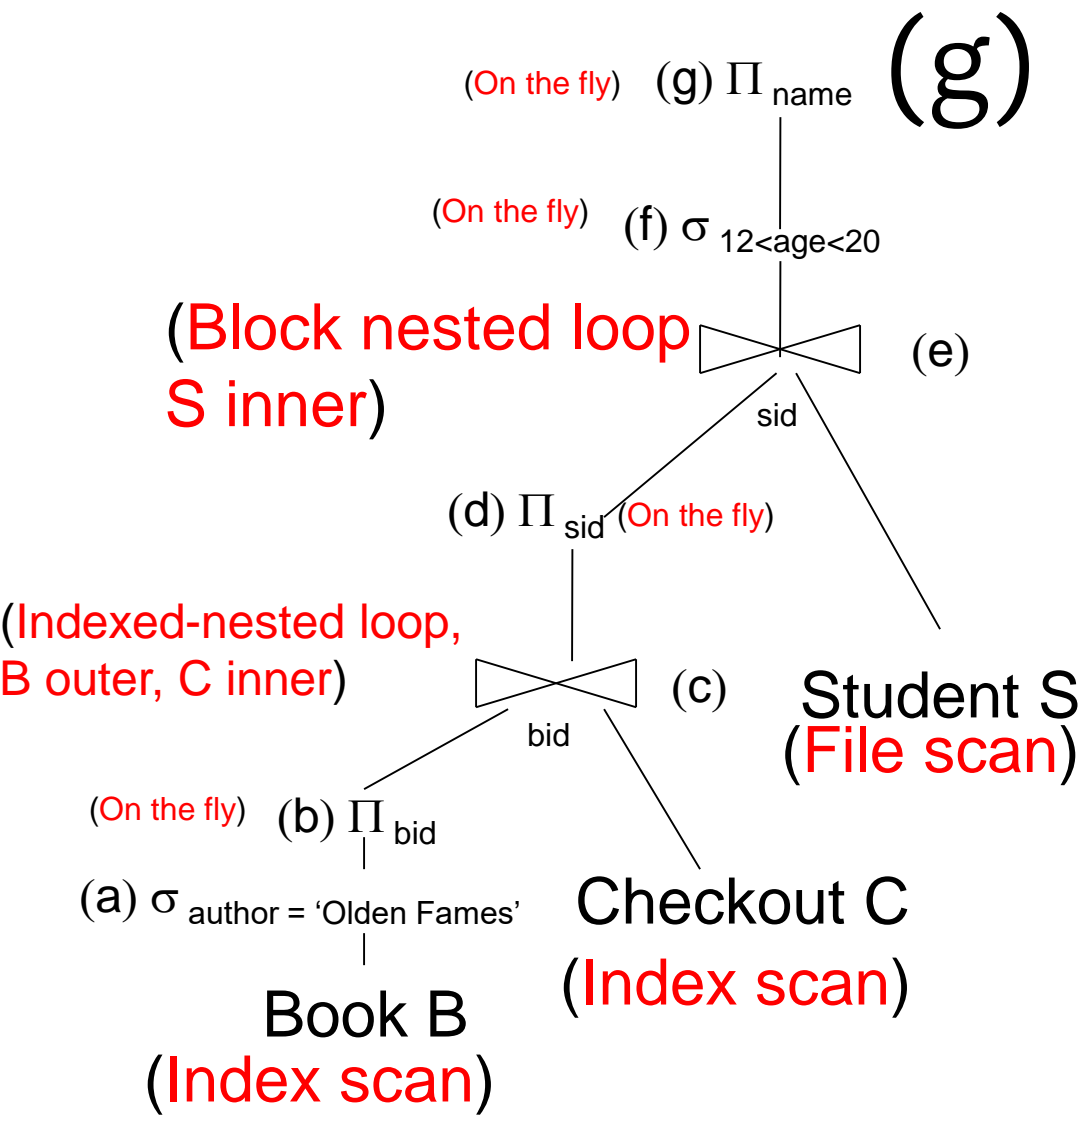 (g)
(On the fly) (g) Π name
(On the fly) (f) σ 12<age<20
(Block nested loop
S inner)
(e)
sid
(d) Π sid (On the fly)
(Indexed-nested loop,
B outer, C inner)
(c)
bid
Student S
(File scan)
(On the fly) (b) Π bid
(a) σ author = ‘Olden Fames’
Checkout C
(Index scan)
Book B
(Index scan)